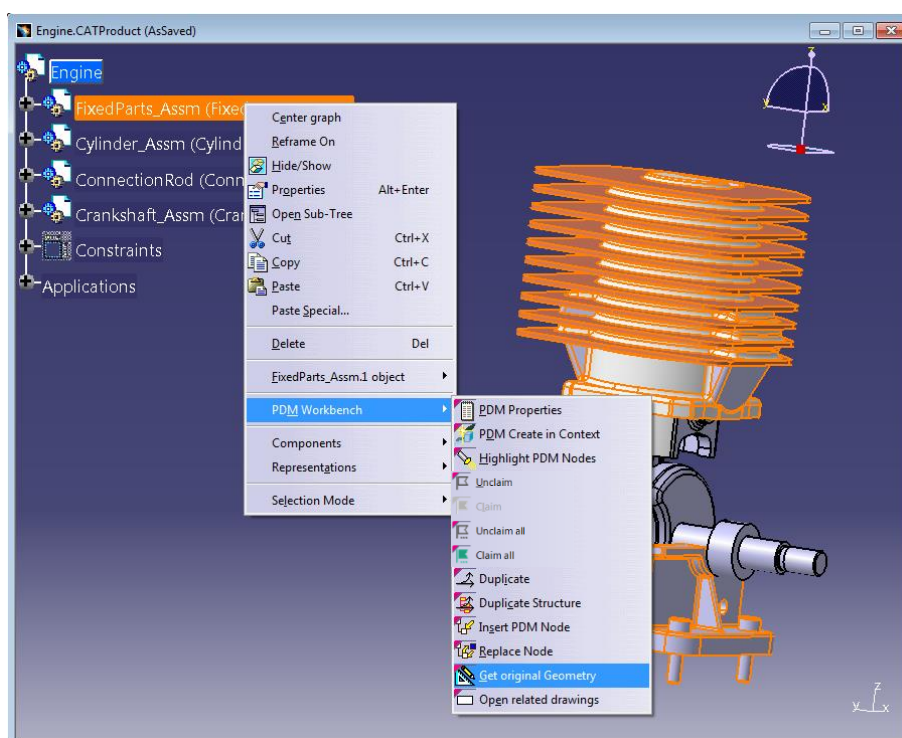 Engine.CATProduct (AsSaved)
Engine
FixedParts_Assm (Fixe
Cylinder_Assm (Cylind
ConnectionRod (Conn
Crankshaft_Assm (Cra
Constraints
Applications
Center graph
Reframe On
Hide/Show
Properties Alt+Enter
Open Sub-Tree
Cut Ctrl+X
Copy Ctrl+C
Paste Ctrl+V
Paste Special...
Delete Del
FixedParts_Assm.1 object
PDM Workbench
Components
Representations
Selection Mode
PDM Properties
PDM Create in Context
Highlight PDM Nodes
Unclaim
Claim
Unclaim all
Claim all
Duplicate
Duplicate Structure
Insert PDM Node
Replace Node
Get original Geometry
Open related drawings
z
y
x
z
y
x